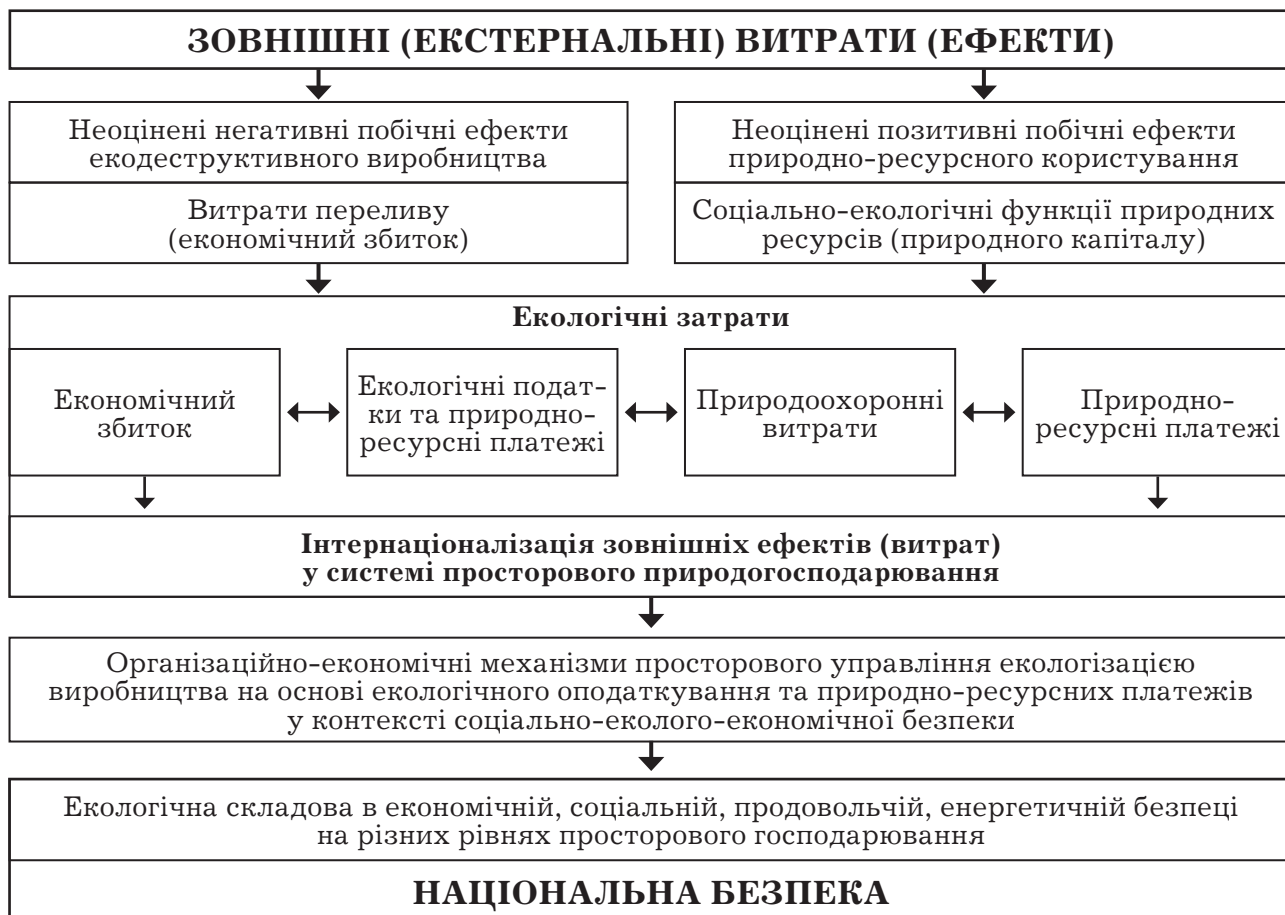 ЗОВНІШНІ (ЕКСТЕРНАЛЬНІ) ВИТРАТИ (ЕФЕКТИ)
Неоцінені негативні побічні ефекти
екодеструктивного виробництва
Витрати переливу
(економічний збиток)
Неоцінені позитивні побічні ефекти
природно-ресурсного користування
Соціально-екологічні функції природних
ресурсів (природного капіталу)
Екологічні затрати
Економічний
збиток
Екологічні подат-
ки та природно-
ресурсні платежі
Природоохоронні
витрати
Природно-
ресурсні платежі
Інтернаціоналізація зовнішніх ефектів (витрат)
у системі просторового природогосподарювання
Організаційно-економічні механізми просторового управління екологізацією
виробництва на основі екологічного оподаткування та природно-ресурсних платежів
у контексті соціально-еколого-економічної безпеки
Екологічна складова в економічній, соціальній, продовольчій, енергетичній безпеці
на різних рівнях просторового господарювання
НАЦІОНАЛЬНА БЕЗПЕКА